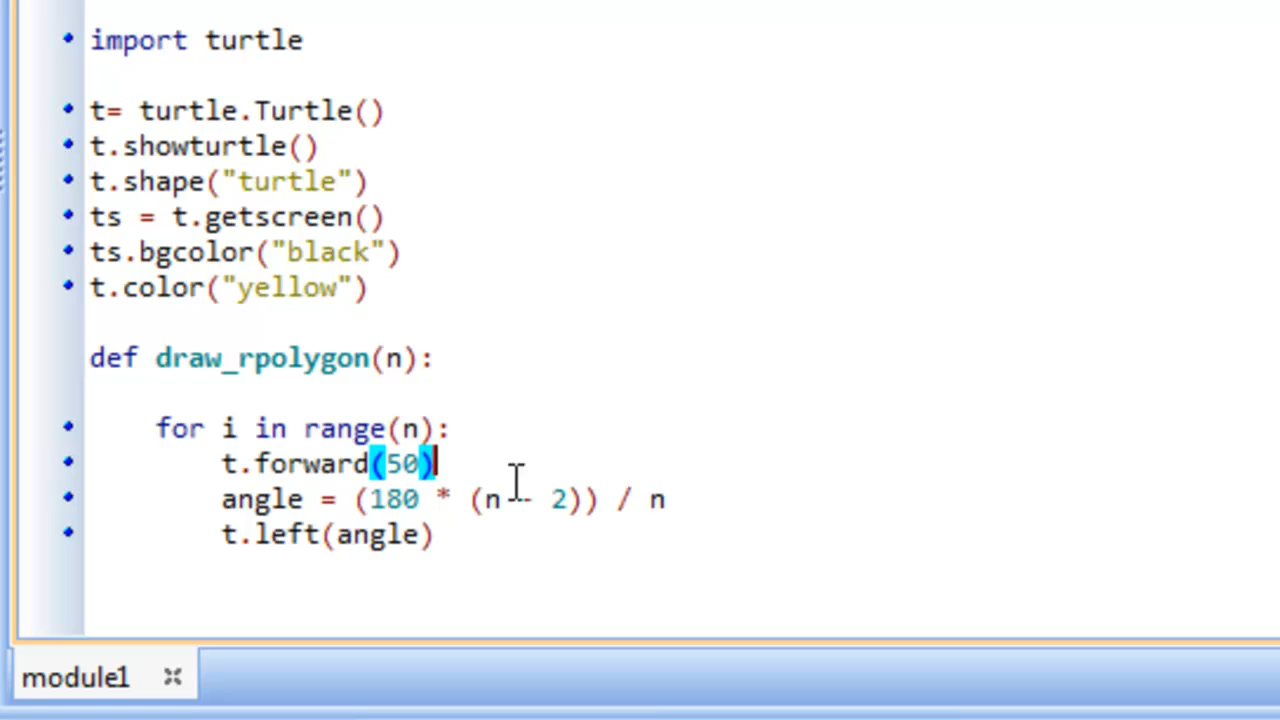 import turtle
t= turtle.Turtle()
t.showturtle()
t.shape("turtle")
ts = t.getscreen()
ts.bgcolor("black")
t.color("yellow")
def draw_rpolygon(n):
for i in range(n):
t.forward(50)
angle = (180 * (n - 2)) / n
t.left(angle)
module1